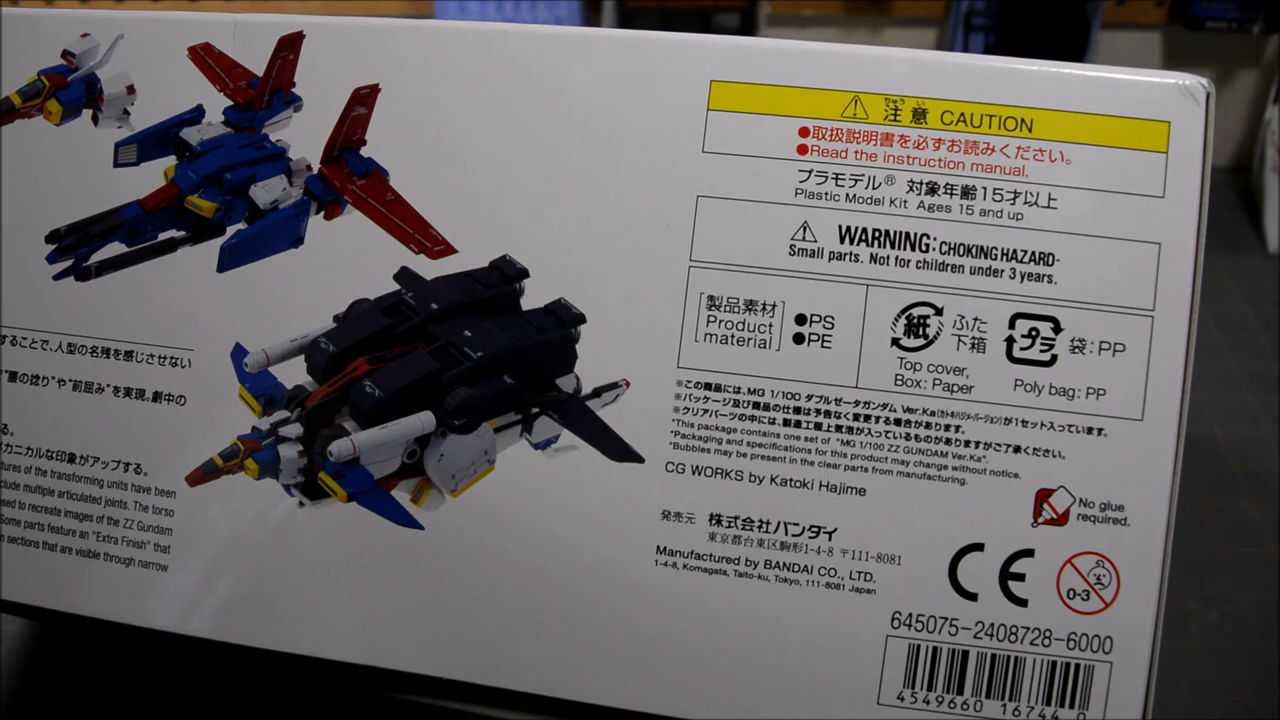 することで、人型の名残を感じさせない
"腰の捻り"や"前屈み"を実現。劇中の
る。
カニカルな印象がアップする。
tures of the transforming units have been
clude multiple articulated joints. The torso
sed to recreate images of the ZZ Gundam
Some parts feature an "Extra Finish" that
n sections that are visible through narrow
ちゅう い
注意 CAUTION
●取扱説明書を必ずお読みください。
●Read the instruction manual.
プラモデル® 対象年齢15才以上
Plastic Model Kit Ages 15 and up
WARNING: CHOKING HAZARD-
Small parts. Not for children under 3 years.
製品素材
Product
material
●PS
●PE
紙
ふた
下箱
Top cover,
Box: Paper
プラ
袋:PP
Poly bag: PP
※この商品には、MG 1/100 ダブルゼータガンダム Ver.Ka(カトキハジメ・バージョン)が1セット入っています。
※パッケージ及び商品の仕様は予告なく変更する場合があります。
※クリアパーツの中には、製造工程上気泡が入っているものがありますがご了承ください。
*This package contains one set of "MG 1/100 ZZ GUNDAM Ver.Ka".
*Packaging and specifications for this product may change without notice.
*Bubbles may be present in the clear parts from manufacturing.
CG WORKS by Katoki Hajime
No glue
required.
発売元 株式会社バンダイ
東京都台東区駒形1-4-8 〒111-8081
Manufactured by BANDAI CO., LTD.
1-4-8, Komagata, Taito-ku, Tokyo, 111-8081 Japan
CE
0-3
645075-2408728-6000
4549660 16744